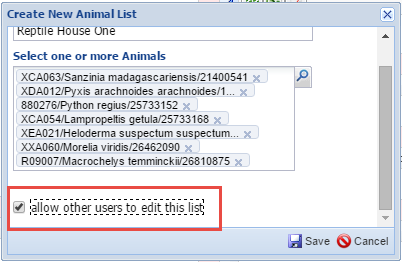 Create New Animal List
Reptile House One
Select one or more Animals
XCA063/Sanzinia madagascariensis/21400541
XDA012/Pyxis arachnoides arachnoides/1...
880276/Python regius/25733152
XCA054/Lampropeltis getula/25733168
XEA021/Heloderma suspectum suspectum...
XXA060/Morelia viridis/26462090
R09007/Macrochelys temminckii/26810875
allow other users to edit this list
Save Cancel